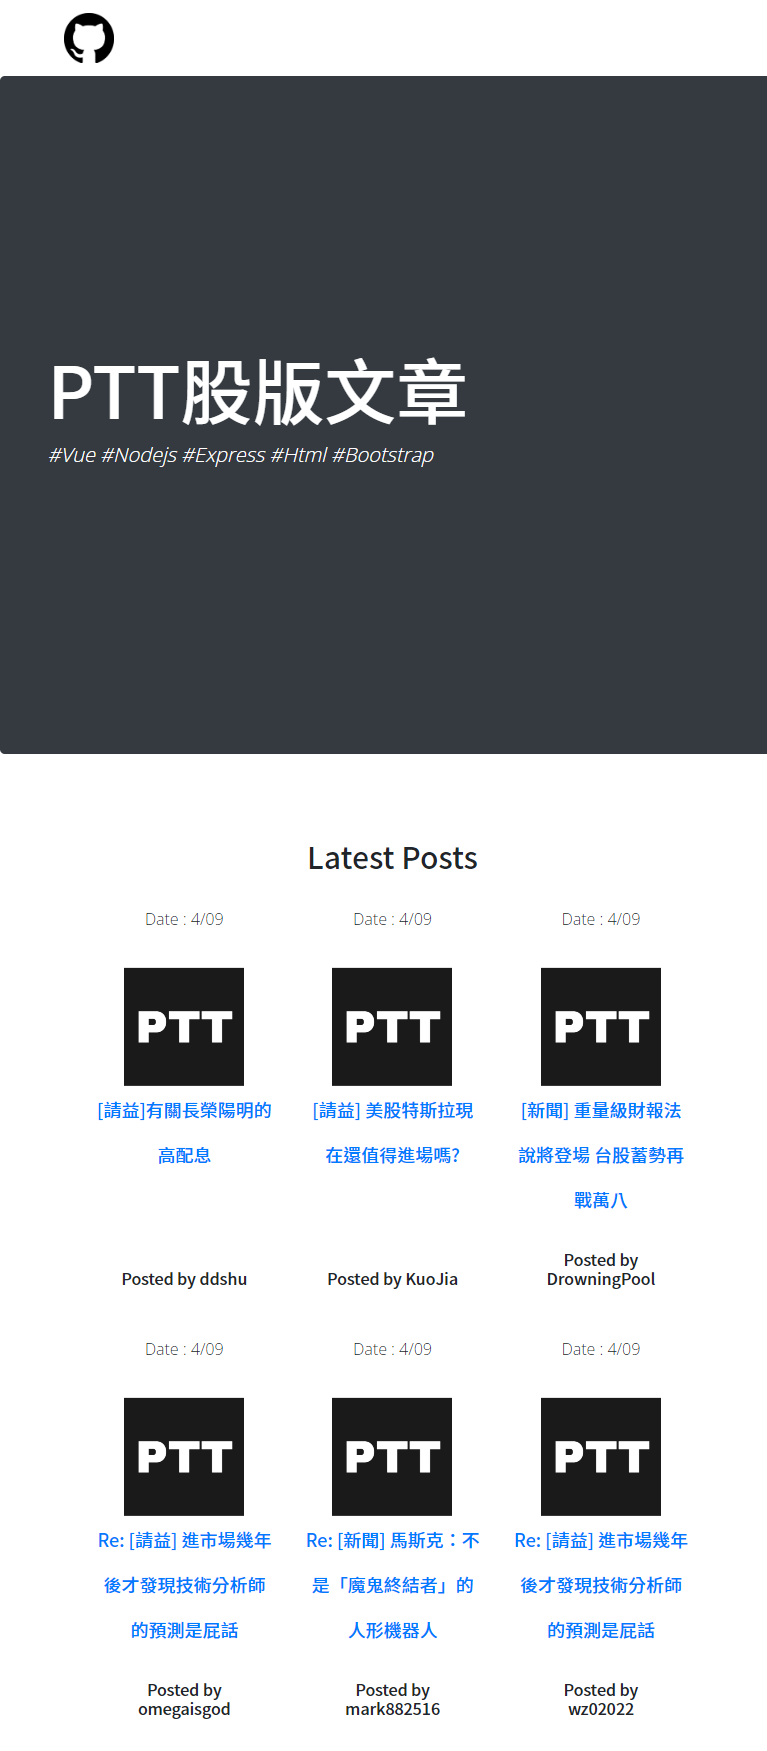 PTT股版文章
#Vue #Nodejs #Express #Html #Bootstrap
Latest Posts
Date : 4/09
PTT
[請益]有關長榮陽明的
高配息
Posted by ddshu
Date : 4/09
PTT
[請益] 美股特斯拉現
在還值得進場嗎?
Posted by KuoJia
Date : 4/09
PTT
[新聞] 重量級財報法
說將登場 台股蓄勢再
戰萬八
Posted by
DrowningPool
Date : 4/09
PTT
Re: [請益] 進市場幾年
後才發現技術分析師
的預測是屁話
Posted by
omegaisgod
Date : 4/09
PTT
Re: [新聞] 馬斯克：不
是「魔鬼終結者」的
人形機器人
Posted by
mark882516
Date : 4/09
PTT
Re: [請益] 進市場幾年
後才發現技術分析師
的預測是屁話
Posted by
wz02022